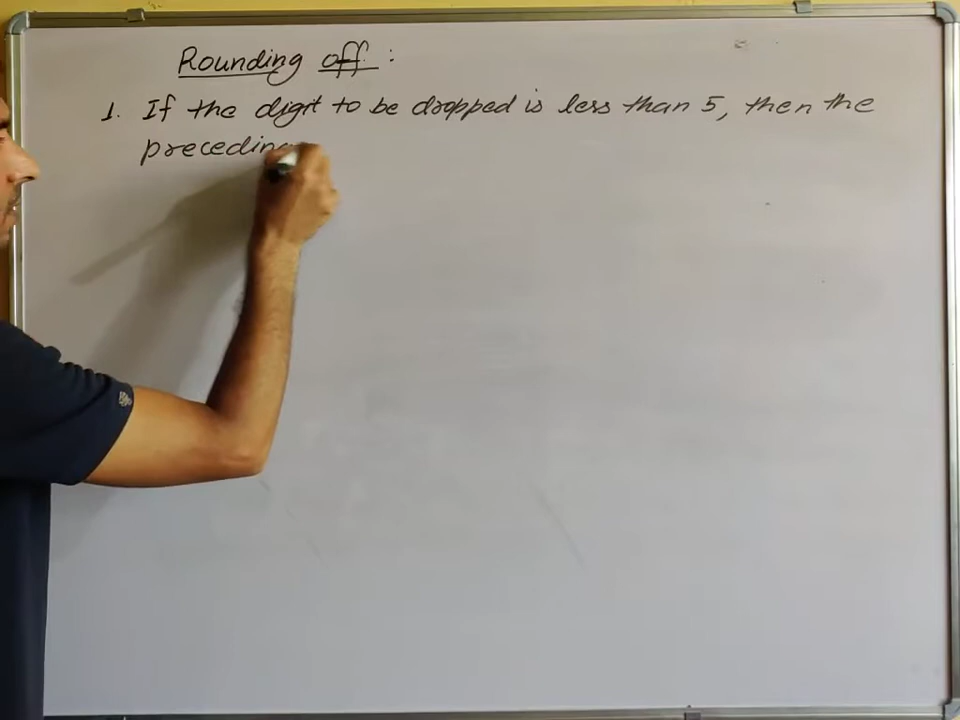 Rounding off :
1. If the digit to be dropped is less than 5, then the
preceding